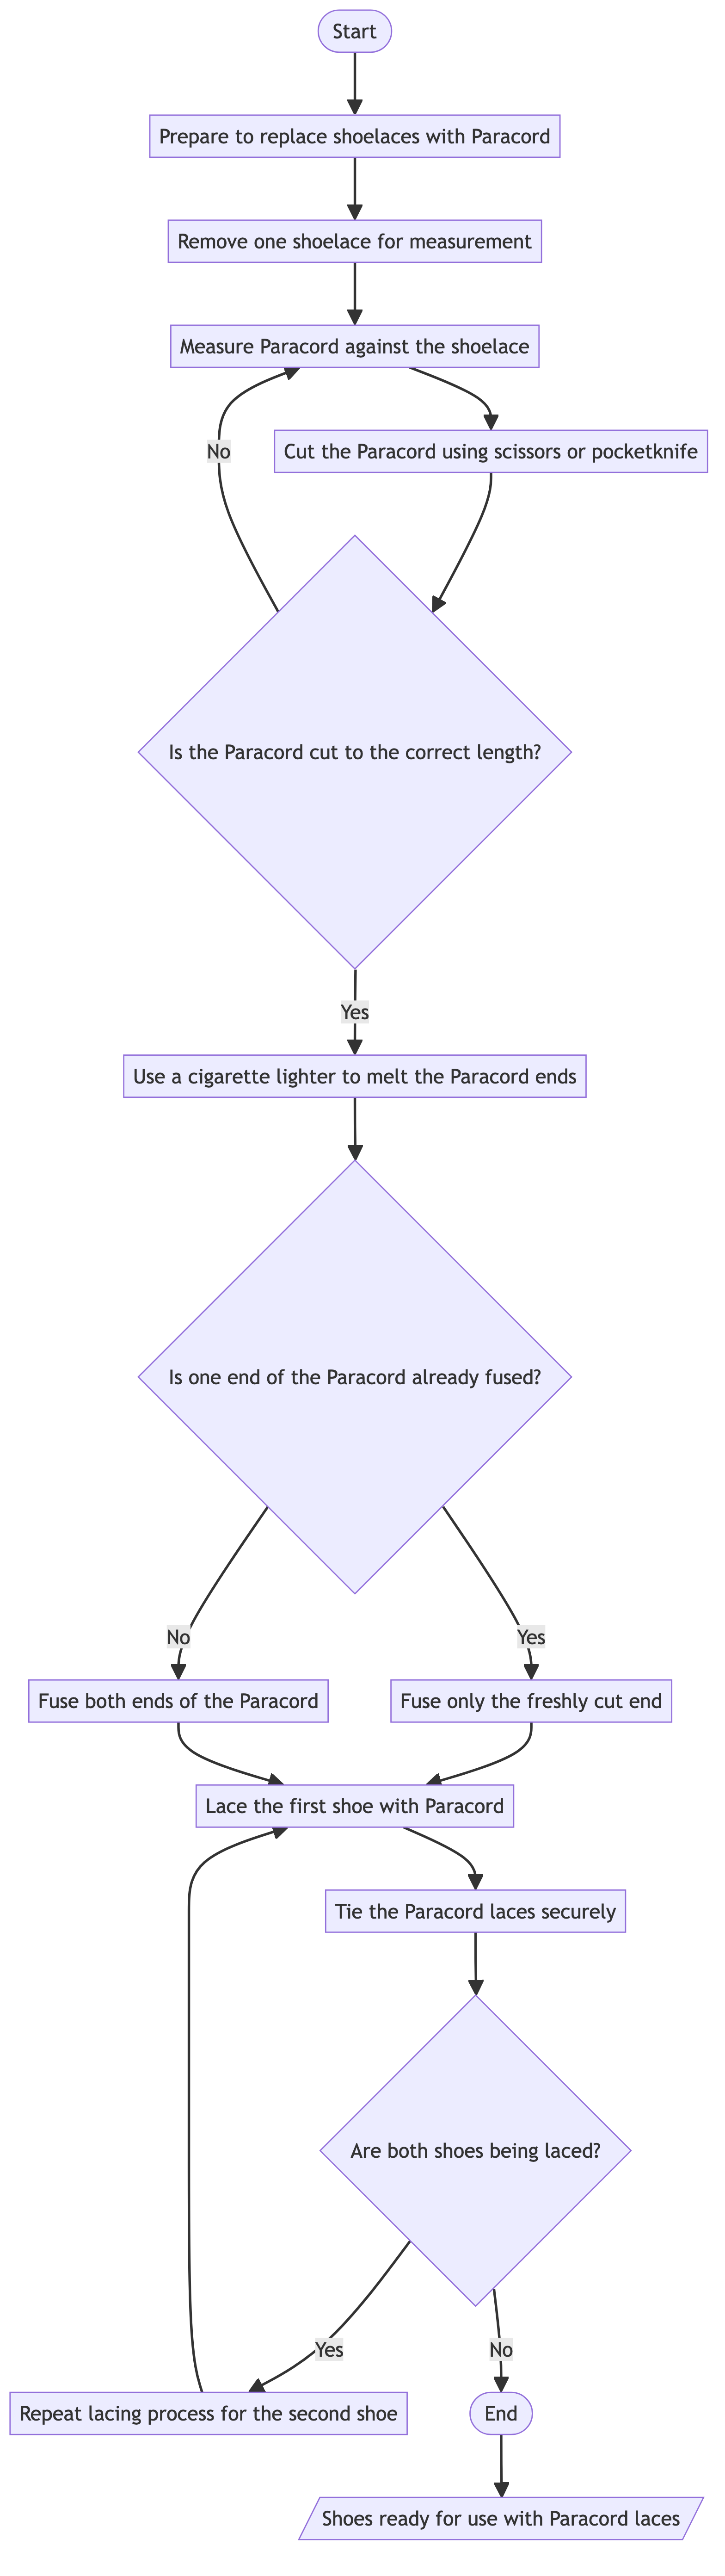 Start
Prepare to replace shoelaces with Paracord
Remove one shoelace for measurement
Measure Paracord against the shoelace
No
Cut the Paracord using scissors or pocketknife
Is the Paracord cut to the correct length?
Yes
Use a cigarette lighter to melt the Paracord ends
Is one end of the Paracord already fused?
No
Yes
Fuse both ends of the Paracord
Fuse only the freshly cut end
Lace the first shoe with Paracord
Tie the Paracord laces securely
Are both shoes being laced?
Yes
No
Repeat lacing process for the second shoe
End
Shoes ready for use with Paracord laces